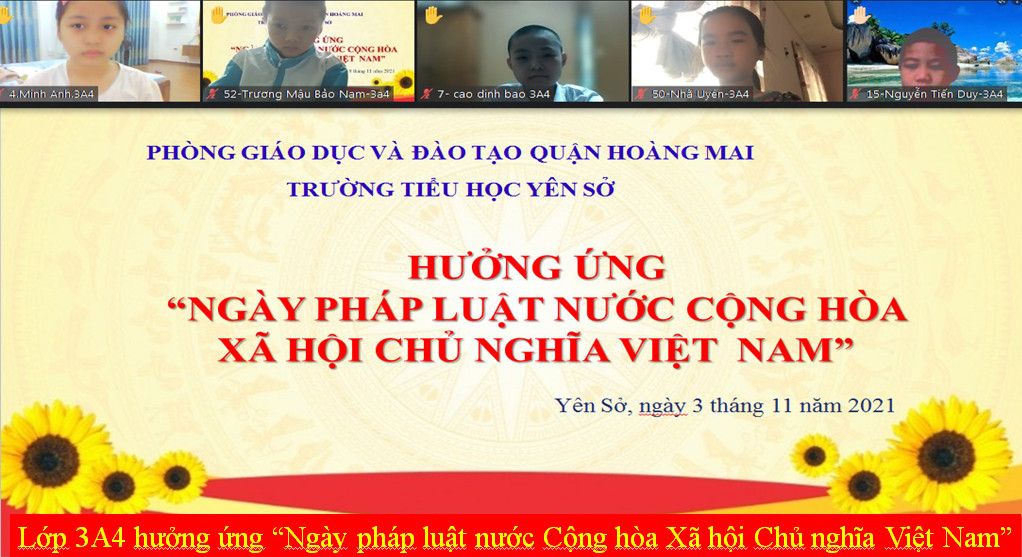 4.Minh Anh.3A4
52-Trương Mậu Bảo Nam-3a4
7- cao dinh bao 3A4
50-Nhã Uyên-3A4
15-Nguyễn Tiến Duy-3A4
PHÒNG GIÁO DỤC VÀ ĐÀO TẠO QUẬN HOÀNG MAI
TRƯỜNG TIỂU HỌC YÊN SỞ
HƯỞNG ỨNG
“NGÀY PHÁP LUẬT NƯỚC CỘNG HÒA
XÃ HỘI CHỦ NGHĨA VIỆT NAM”
Yên Sở, ngày 3 tháng 11 năm 2021
Lớp 3A4 hưởng ứng “Ngày pháp luật nước Cộng hòa Xã hội Chủ nghĩa Việt Nam”